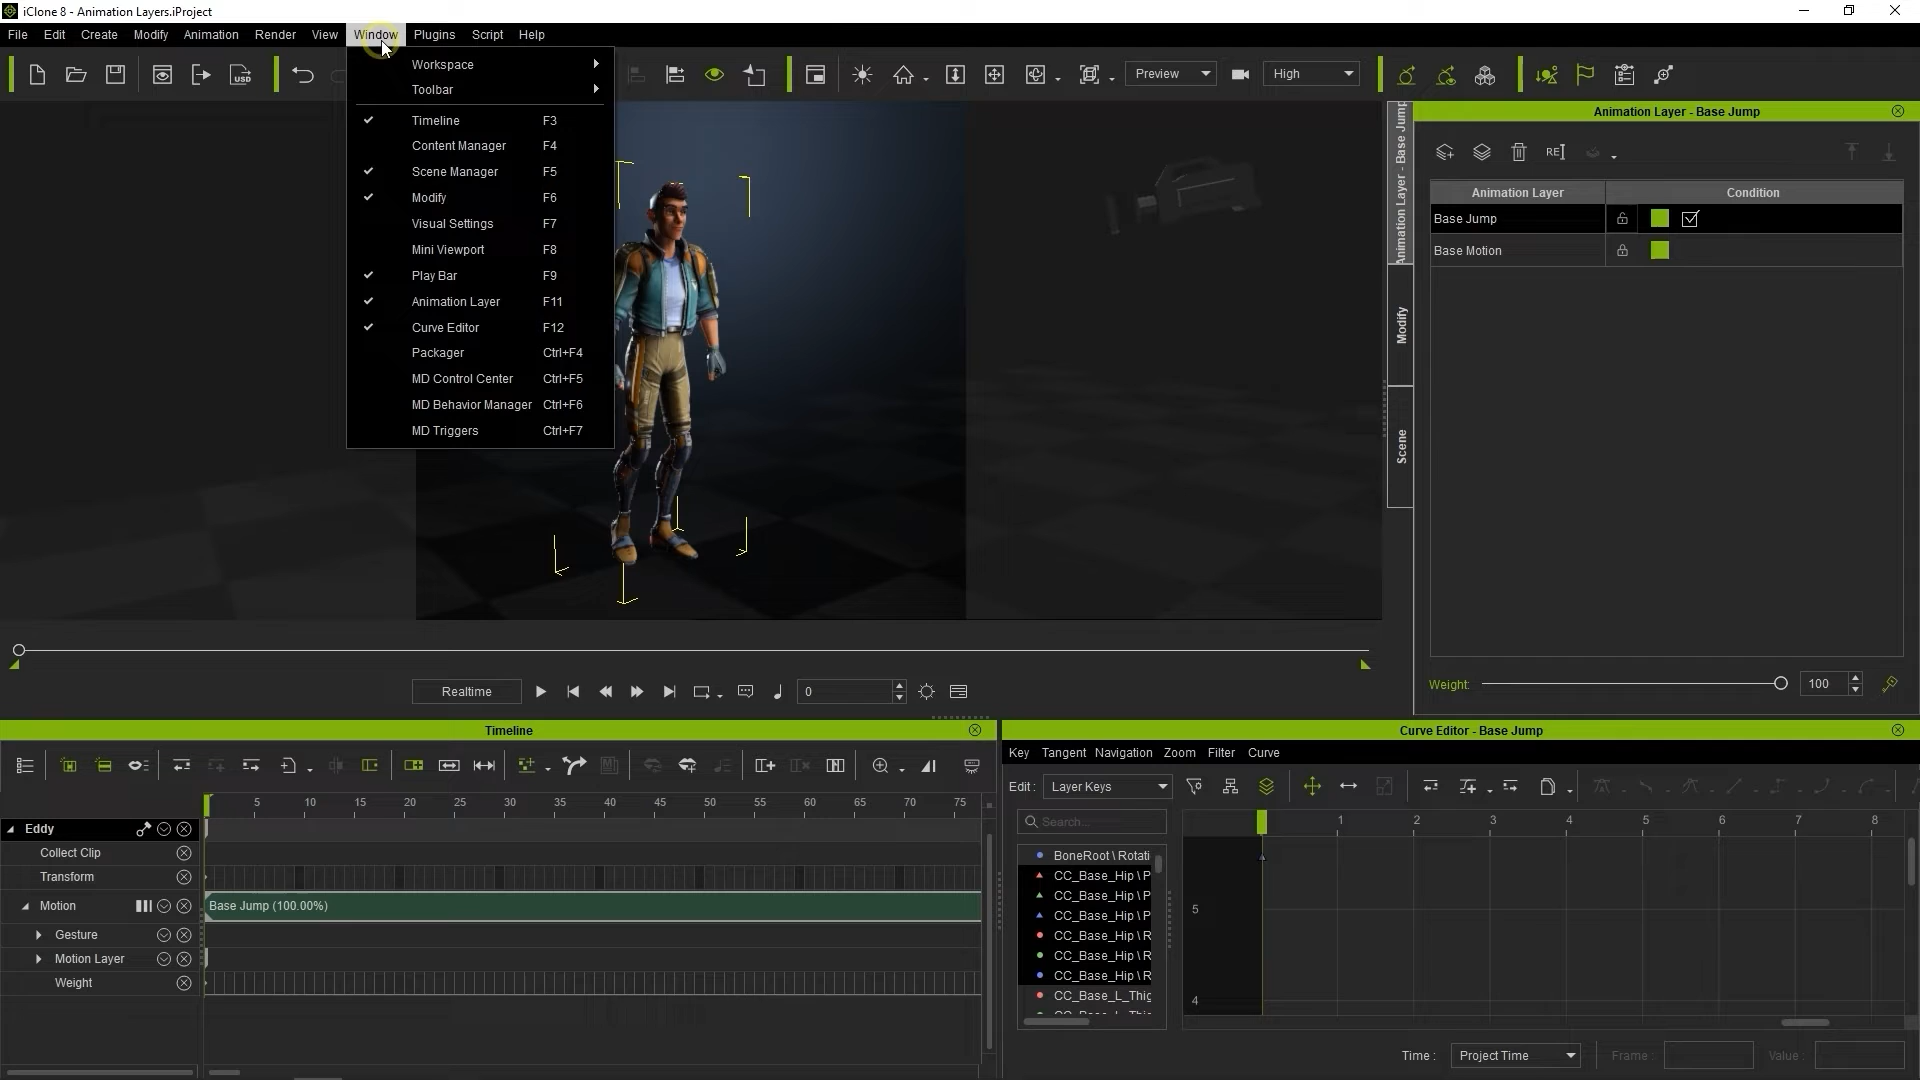 iClone 8 - Animation Layers.iProject
File Edit Create Modify Animation Render View Window Plugins Script Help
Workspace
Toolbar
Timeline F3
Content Manager F4
Scene Manager F5
Modify F6
Visual Settings F7
Mini Viewport F8
Play Bar F9
Animation Layer F11
Curve Editor F12
Packager Ctrl+F4
MD Control Center Ctrl+F5
MD Behavior Manager Ctrl+F6
MD Triggers Ctrl+F7
USD
Preview
High
Animation Layer - Base Jump
Modify
Scene
Animation Layer - Base Jump
RE
Animation Layer Condition
Base Jump
Base Motion
Weight: 100
Realtime
0
Timeline
5 10 15 20 25 30 35 40 45 50 55 60 65 70 75
Eddy
Collect Clip
Transform
Motion
Base Jump (100.00%)
Gesture
Motion Layer
Weight
Curve Editor - Base Jump
Key Tangent Navigation Zoom Filter Curve
Edit : Layer Keys
Search...
1 2 3 4 5 6 7 8
BoneRoot \ Rotati
CC_Base_Hip \ P
CC_Base_Hip \ P
CC_Base_Hip \ P
CC_Base_Hip \ R
CC_Base_Hip \ R
CC_Base_Hip \ R
CC_Base_L_Thig
5
4
Time : Project Time Frame : Value :